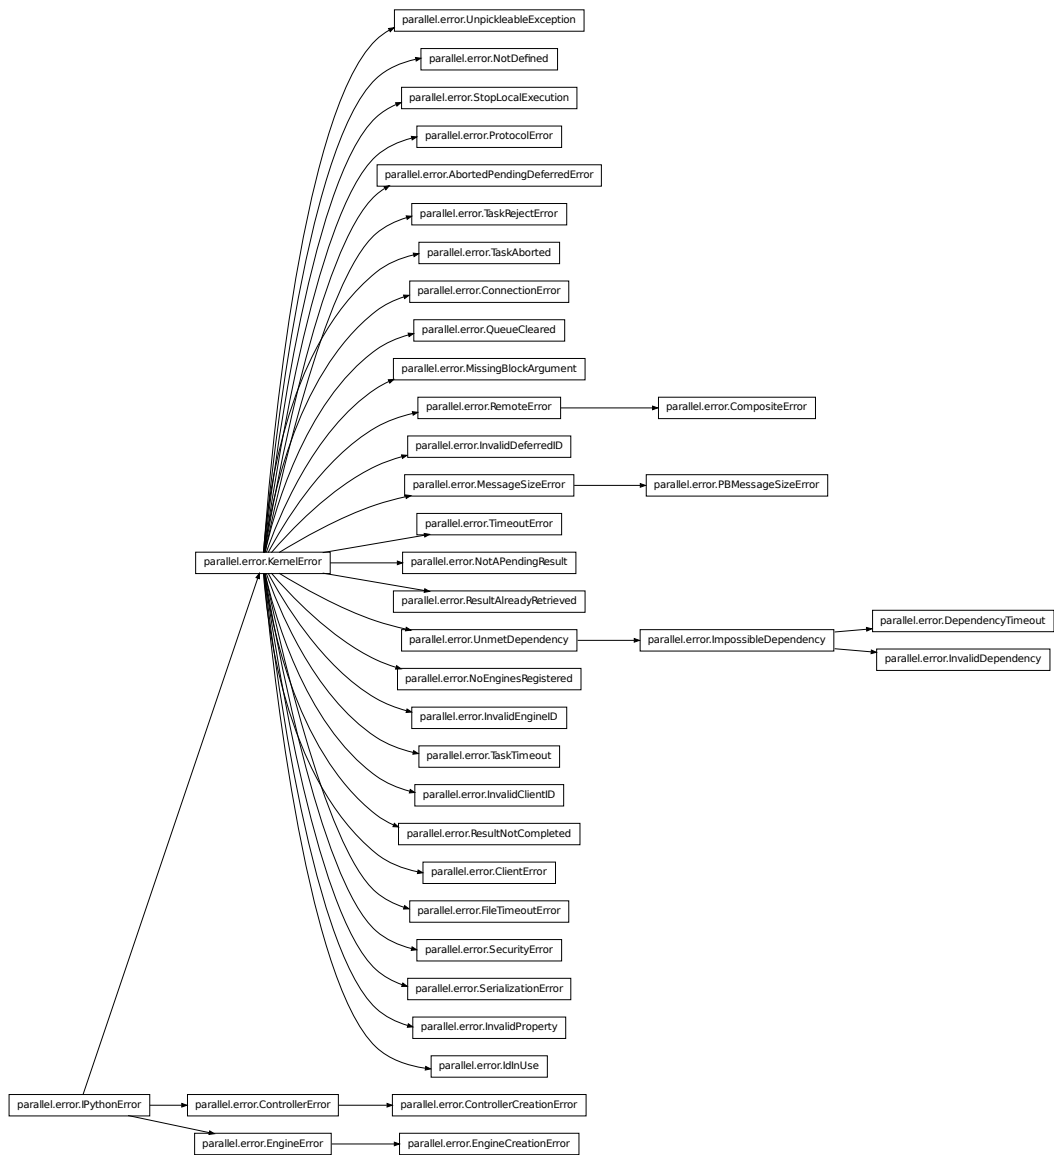 parallel.error.UnpickleableException
parallel.error.NotDefined
parallel.error.StopLocalExecution
parallel.error.ProtocolError
parallel.error.AbortedPendingDeferredError
parallel.error.TaskRejectError
parallel.error.TaskAborted
parallel.error.ConnectionError
parallel.error.QueueCleared
parallel.error.MissingBlockArgument
parallel.error.RemoteError
parallel.error.CompositeError
parallel.error.InvalidDeferredID
parallel.error.MessageSizeError
parallel.error.PBMessageSizeError
parallel.error.TimeoutError
parallel.error.KernelError
parallel.error.NotAPendingResult
parallel.error.ResultAlreadyRetrieved
parallel.error.UnmetDependency
parallel.error.ImpossibleDependency
parallel.error.DependencyTimeout
parallel.error.InvalidDependency
parallel.error.NoEnginesRegistered
parallel.error.InvalidEngineID
parallel.error.TaskTimeout
parallel.error.InvalidClientID
parallel.error.ResultNotCompleted
parallel.error.ClientError
parallel.error.FileTimeoutError
parallel.error.SecurityError
parallel.error.SerializationError
parallel.error.InvalidProperty
parallel.error.IdInUse
parallel.error.IPythonError
parallel.error.ControllerError
parallel.error.ControllerCreationError
parallel.error.EngineError
parallel.error.EngineCreationError